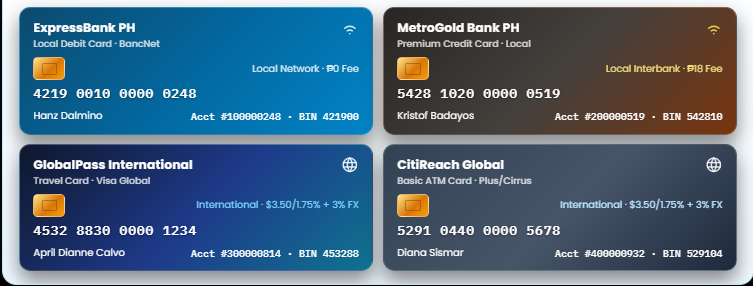 ExpressBank PH
Local Debit Card · BancNet
Local Network · ₱0 Fee
4219 0010 0000 0248
Hanz Dalmino
Acct #100000248 · BIN 421900
MetroGold Bank PH
Premium Credit Card · Local
Local Interbank · ₱18 Fee
5428 1020 0000 0519
Kristof Badayos
Acct #200000519 · BIN 542810
GlobalPass International
Travel Card · Visa Global
International · $3.50/1.75% + 3% FX
4532 8830 0000 1234
April Dianne Calvo
Acct #300000814 · BIN 453288
CitiReach Global
Basic ATM Card · Plus/Cirrus
International · $3.50/1.75% + 3% FX
5291 0440 0000 5678
Diana Sismar
Acct #400000932 · BIN 529104